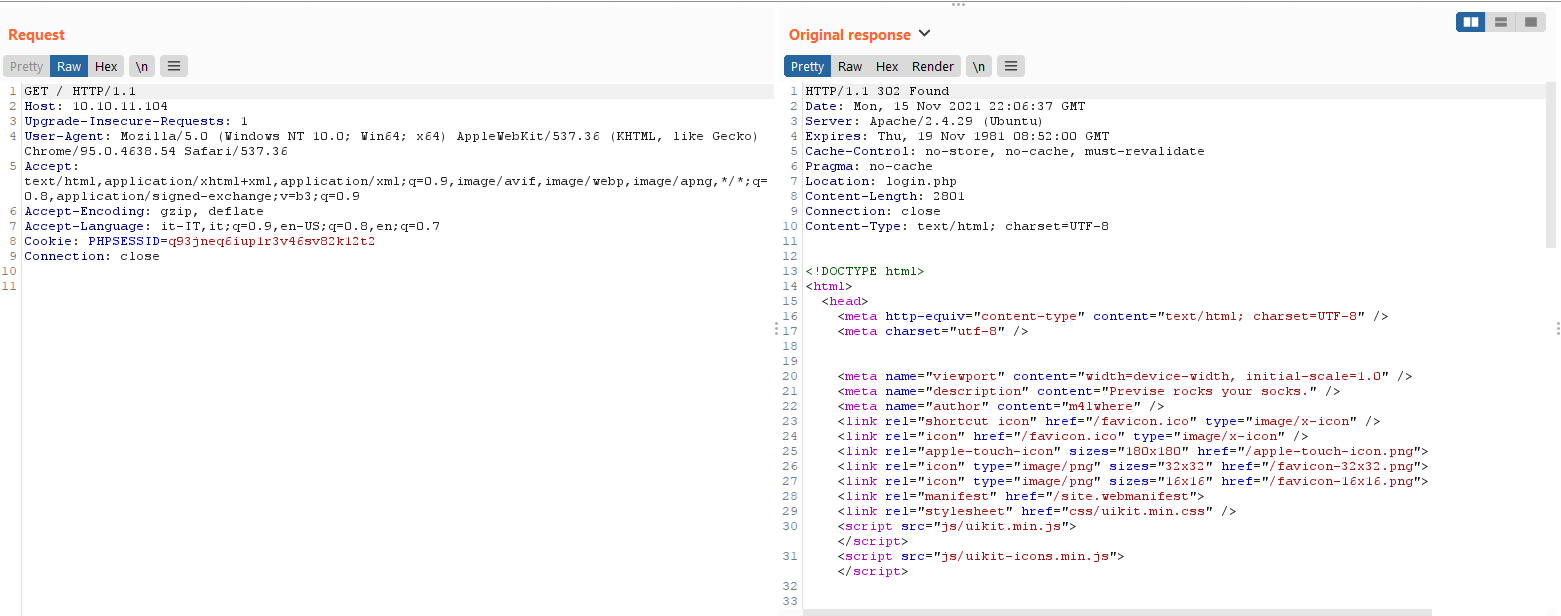 Request
Pretty Raw Hex \n
1 GET / HTTP/1.1
2 Host: 10.10.11.104
3 Upgrade-Insecure-Requests: 1
4 User-Agent: Mozilla/5.0 (Windows NT 10.0; Win64; x64) AppleWebKit/537.36 (KHTML, like Gecko)
Chrome/95.0.4638.54 Safari/537.36
5 Accept:
text/html,application/xhtml+xml,application/xml;q=0.9,image/avif,image/webp,image/apng,*/*;q=
0.8,application/signed-exchange;v=b3;q=0.9
6 Accept-Encoding: gzip, deflate
7 Accept-Language: it-IT,it;q=0.9,en-US;q=0.8,en;q=0.7
8 Cookie: PHPSESSID=q93jneq6iup1r3v46sv82k12t2
9 Connection: close
10
11
Original response
Pretty Raw Hex Render \n
1 HTTP/1.1 302 Found
2 Date: Mon, 15 Nov 2021 22:06:37 GMT
3 Server: Apache/2.4.29 (Ubuntu)
4 Expires: Thu, 19 Nov 1981 08:52:00 GMT
5 Cache-Control: no-store, no-cache, must-revalidate
6 Pragma: no-cache
7 Location: login.php
8 Content-Length: 2801
9 Connection: close
10 Content-Type: text/html; charset=UTF-8
11
12
13 <!DOCTYPE html>
14 <html>
15 <head>
16 <meta http-equiv="content-type" content="text/html; charset=UTF-8" />
17 <meta charset="utf-8" />
18
19
20 <meta name="viewport" content="width=device-width, initial-scale=1.0" />
21 <meta name="description" content="Previse rocks your socks." />
22 <meta name="author" content="m4lwhere" />
23 <link rel="shortcut icon" href="/favicon.ico" type="image/x-icon" />
24 <link rel="icon" href="/favicon.ico" type="image/x-icon" />
25 <link rel="apple-touch-icon" sizes="180x180" href="/apple-touch-icon.png">
26 <link rel="icon" type="image/png" sizes="32x32" href="/favicon-32x32.png">
27 <link rel="icon" type="image/png" sizes="16x16" href="/favicon-16x16.png">
28 <link rel="manifest" href="/site.webmanifest">
29 <link rel="stylesheet" href="css/uikit.min.css" />
30 <script src="js/uikit.min.js">
</script>
31 <script src="js/uikit-icons.min.js">
</script>
32
33